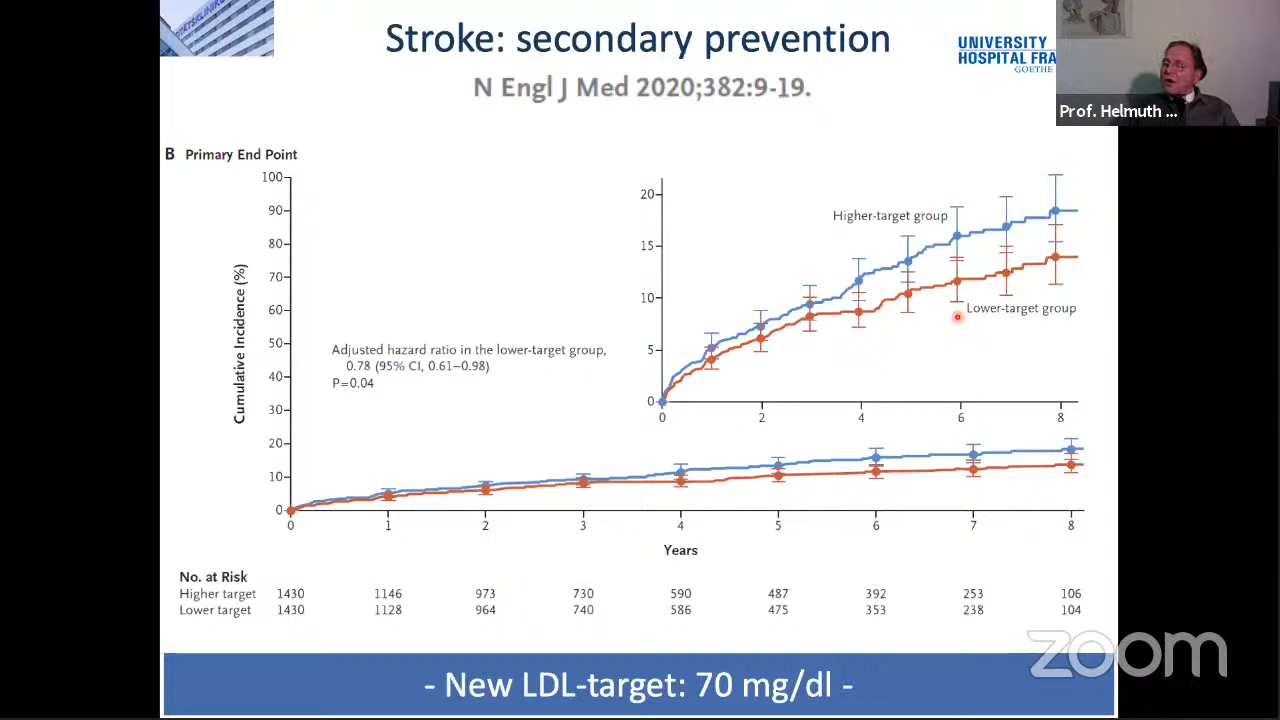 Stroke: secondary prevention
N Engl J Med 2020;382:9-19.
UNIVERSITY
HOSPITAL FRA
GOETHE
Prof. Helmuth ...
B Primary End Point
Cumulative Incidence (%)
100
90
80
70
60
50
40
30
20
10
0
0 1 2 3 4 5 6 7 8
Years
Adjusted hazard ratio in the lower-target group,
0.78 (95% CI, 0.61–0.98)
P=0.04
20
15
10
5
0
0 2 4 6 8
Higher-target group
Lower-target group
No. at Risk
Higher target 1430 1146 973 730 590 487 392 253 106
Lower target 1430 1128 964 740 586 475 353 238 104
zoom
- New LDL-target: 70 mg/dl -